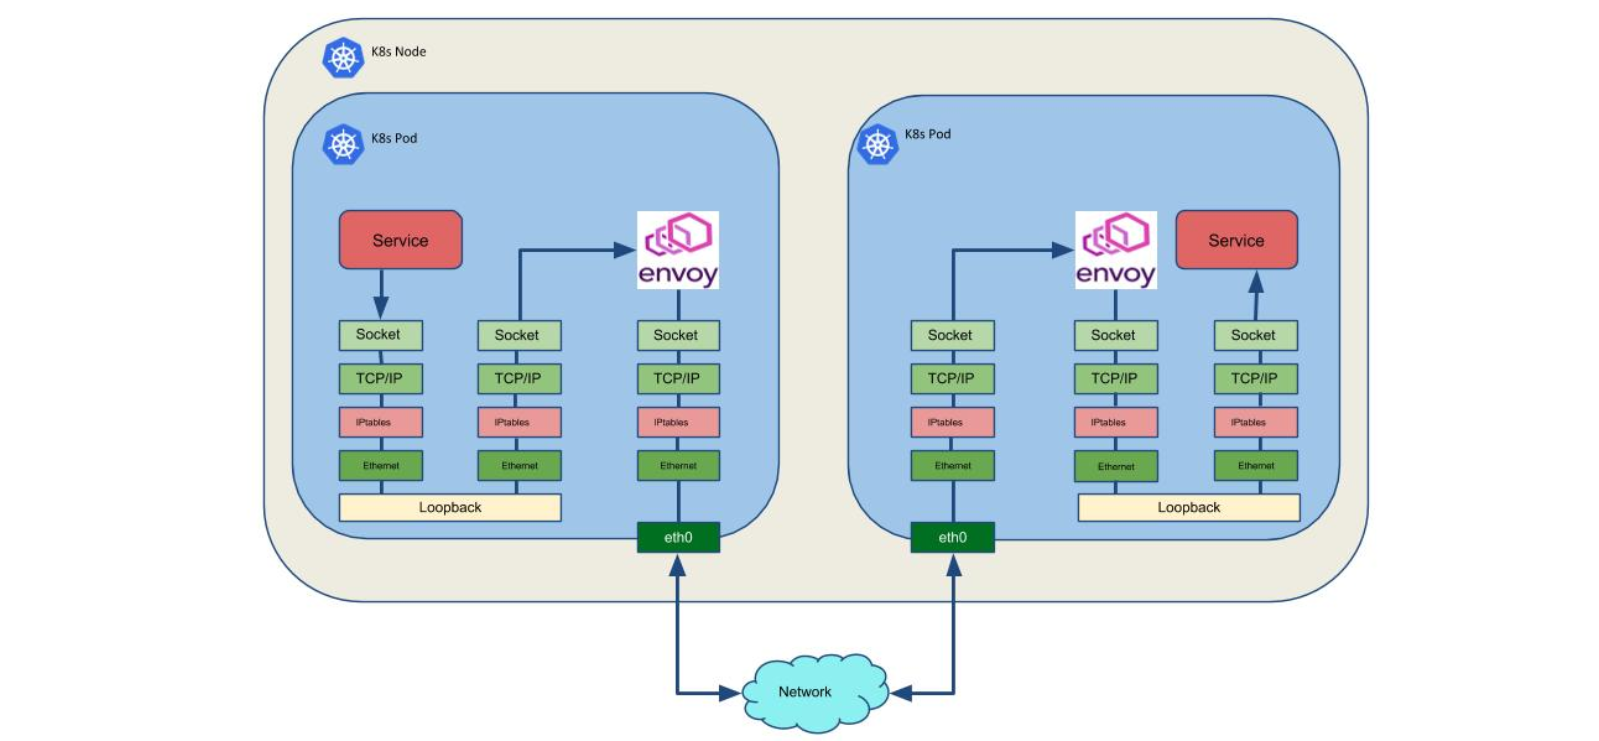 K8s Node
K8s Pod
Service
envoy
Socket
Socket
Socket
TCP/IP
TCP/IP
TCP/IP
IPtables
IPtables
IPtables
Ethernet
Ethernet
Ethernet
Loopback
eth0
K8s Pod
envoy
Service
Socket
Socket
Socket
TCP/IP
TCP/IP
TCP/IP
IPtables
IPtables
IPtables
Ethernet
Ethernet
Ethernet
Loopback
eth0
Network